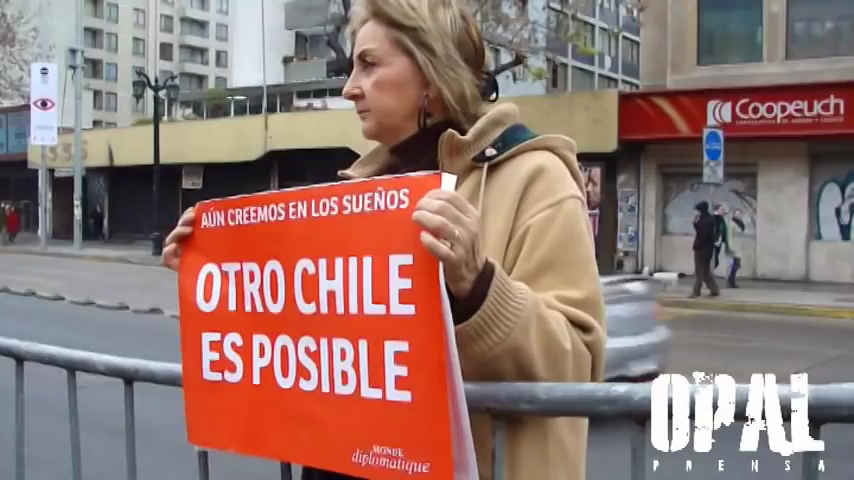 Coopeuch
AÚN CREEMOS EN LOS SUEÑOS
OTRO CHILE
ES POSIBLE
MONDE
diplomatique
OPAL
PRENSA